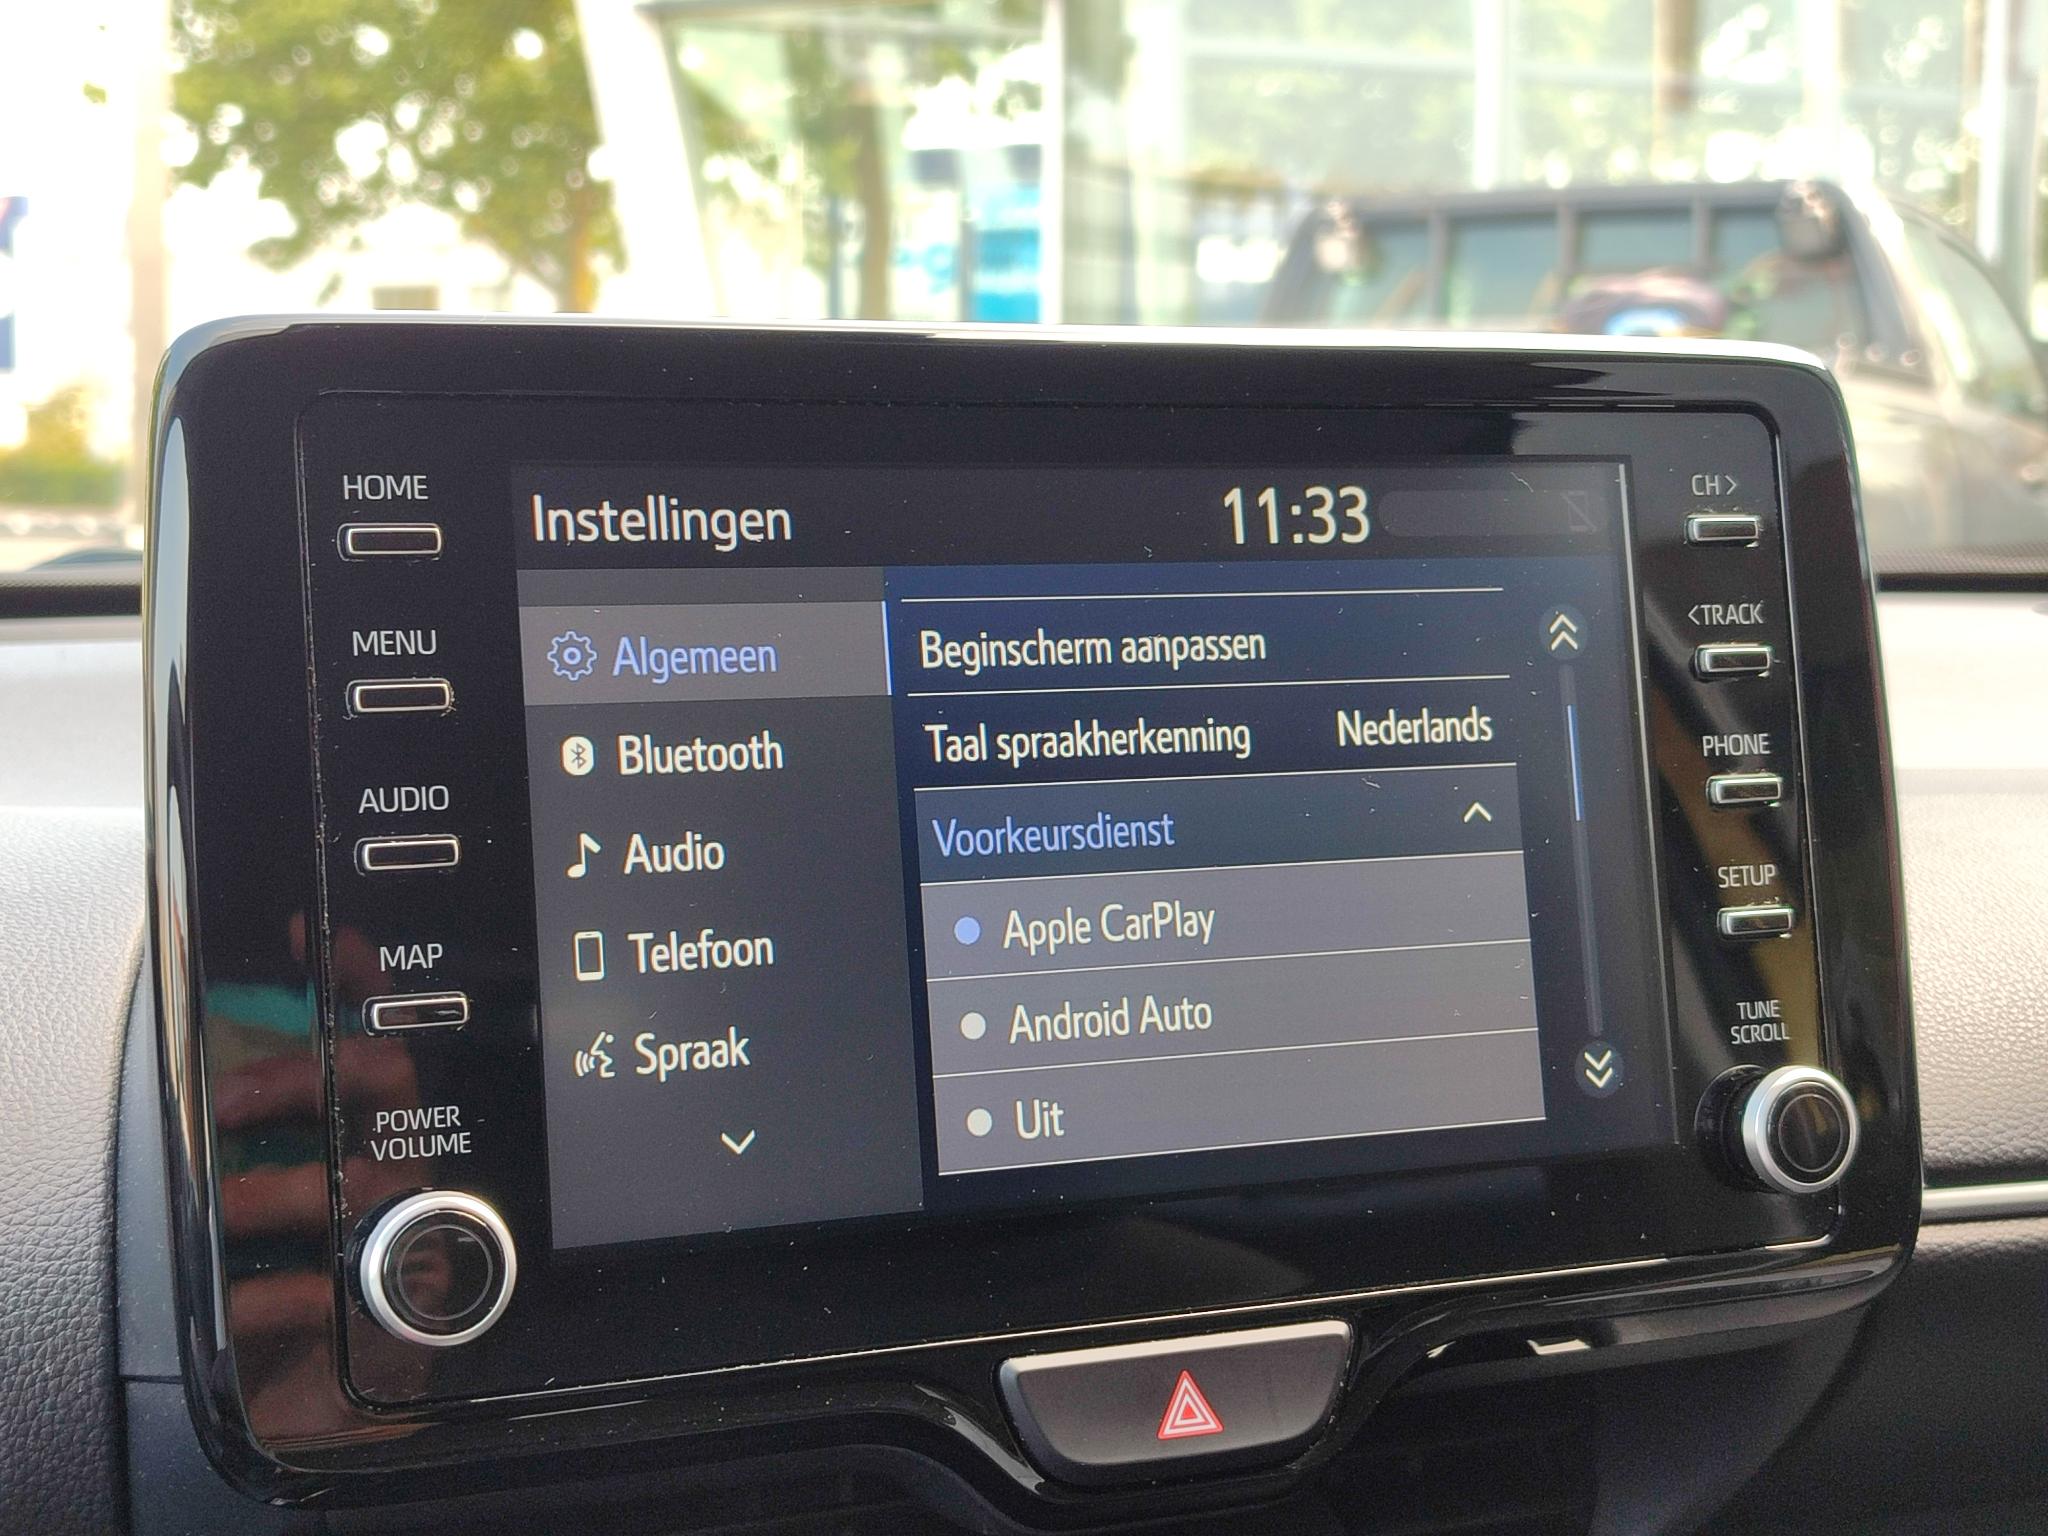 HOME
MENU
AUDIO
MAP
POWER
VOLUME
Instellingen
11:33
Algemeen
Bluetooth
Audio
Telefoon
Spraak
Beginscherm aanpassen
Taal spraakherkenning Nederlands
Voorkeursdienst
Apple CarPlay
Android Auto
Uit
CH>
<TRACK
PHONE
SETUP
TUNE
SCROLL